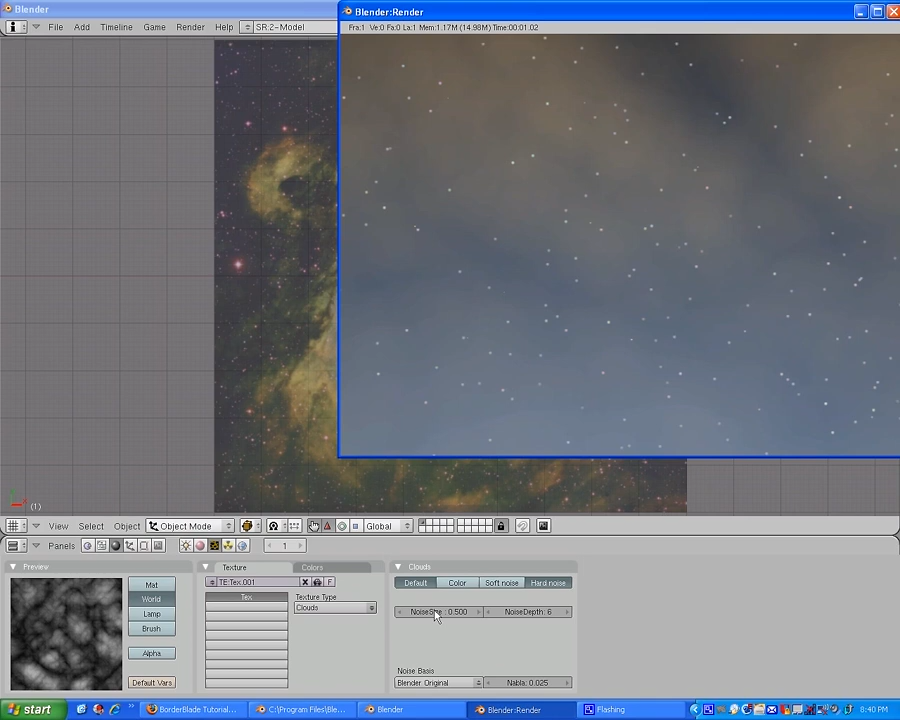 Blender
File Add Timeline Game Render Help SR:2-Model
Blender:Render
Fra:1 Ve:0 Fa:0 La:1 Mem:1.17M (14.98M) Time:00:01.02
(1)
View Select Object Object Mode Global
Panels 1
Preview
Mat
World
Lamp
Brush
Alpha
Default Vars
Texture Colors
TE:Tex.001 X F
Tex
Texture Type
Clouds
Clouds
Default Color Soft noise Hard noise
NoiseSize : 0.500 NoiseDepth: 6
Noise Basis
Blender Original Nabla: 0.025
start BorderBlade Tutorial... C:\Program Files\Ble... Blender Blender:Render Flashing 8:40 PM